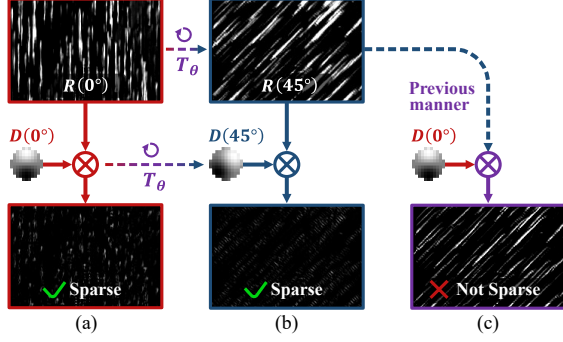 R(0°)
T_θ
R(45°)
Previous
manner
D(0°)
T_θ
D(45°)
D(0°)
Sparse
Sparse
Not Sparse
(a)
(b)
(c)